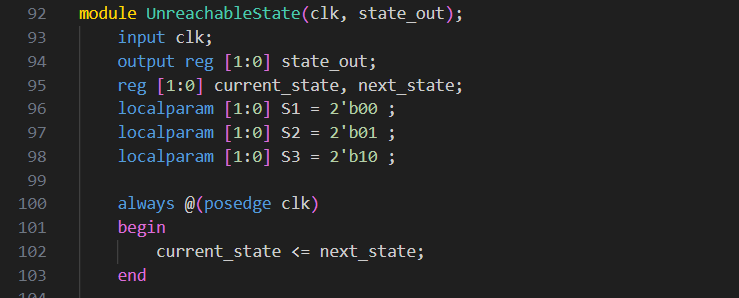 92 module UnreachableState(clk, state_out);
93 input clk;
94 output reg [1:0] state_out;
95 reg [1:0] current_state, next_state;
96 localparam [1:0] S1 = 2'b00 ;
97 localparam [1:0] S2 = 2'b01 ;
98 localparam [1:0] S3 = 2'b10 ;
99
100 always @(posedge clk)
101 begin
102 current_state <= next_state;
103 end
104